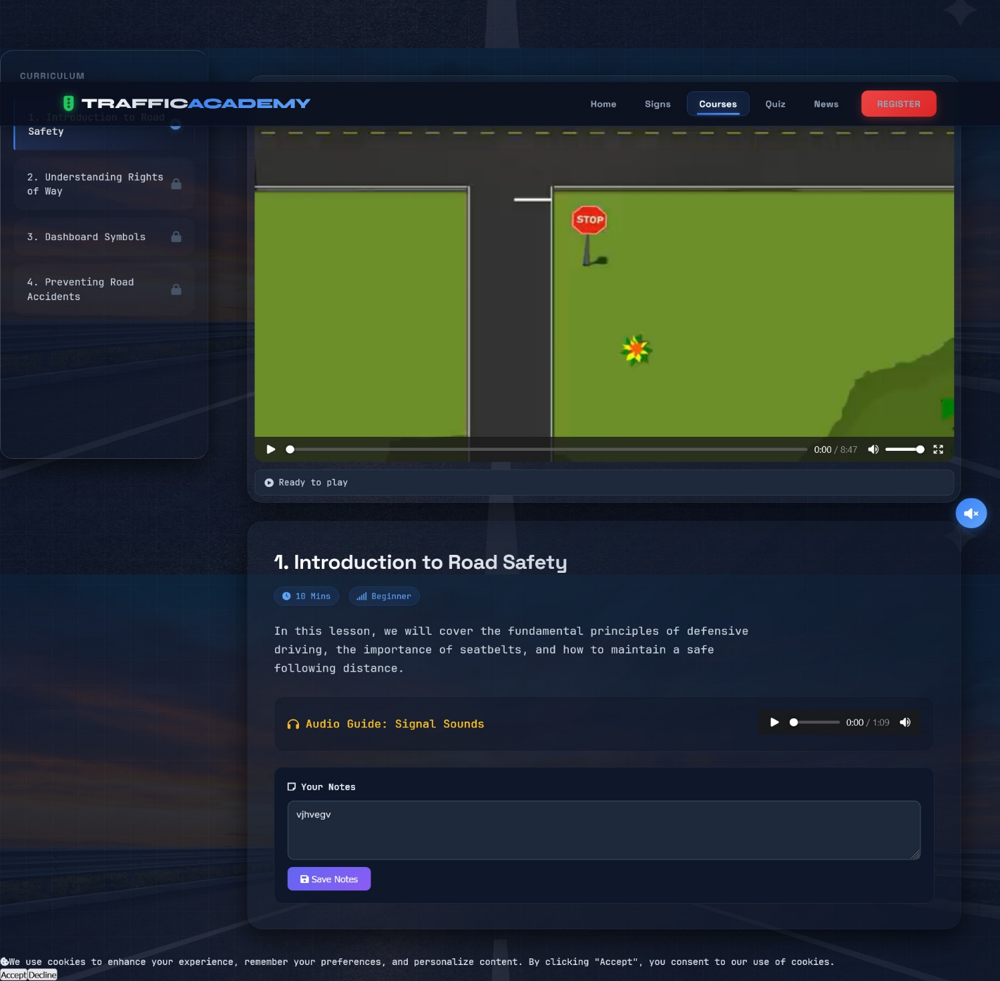 CURRICULUM
TRAFFICACADEMY
Home
Signs
Courses
Quiz
News
REGISTER
1. Introduction to Road
Safety
2. Understanding Rights
of Way
3. Dashboard Symbols
4. Preventing Road
Accidents
STOP
0:00 / 8:47
Ready to play
1. Introduction to Road Safety
10 Mins
Beginner
In this lesson, we will cover the fundamental principles of defensive
driving, the importance of seatbelts, and how to maintain a safe
following distance.
Audio Guide: Signal Sounds
0:00 / 1:09
Your Notes
vjhvegv
Save Notes
We use cookies to enhance your experience, remember your preferences, and personalize content. By clicking "Accept", you consent to our use of cookies.
Accept Decline